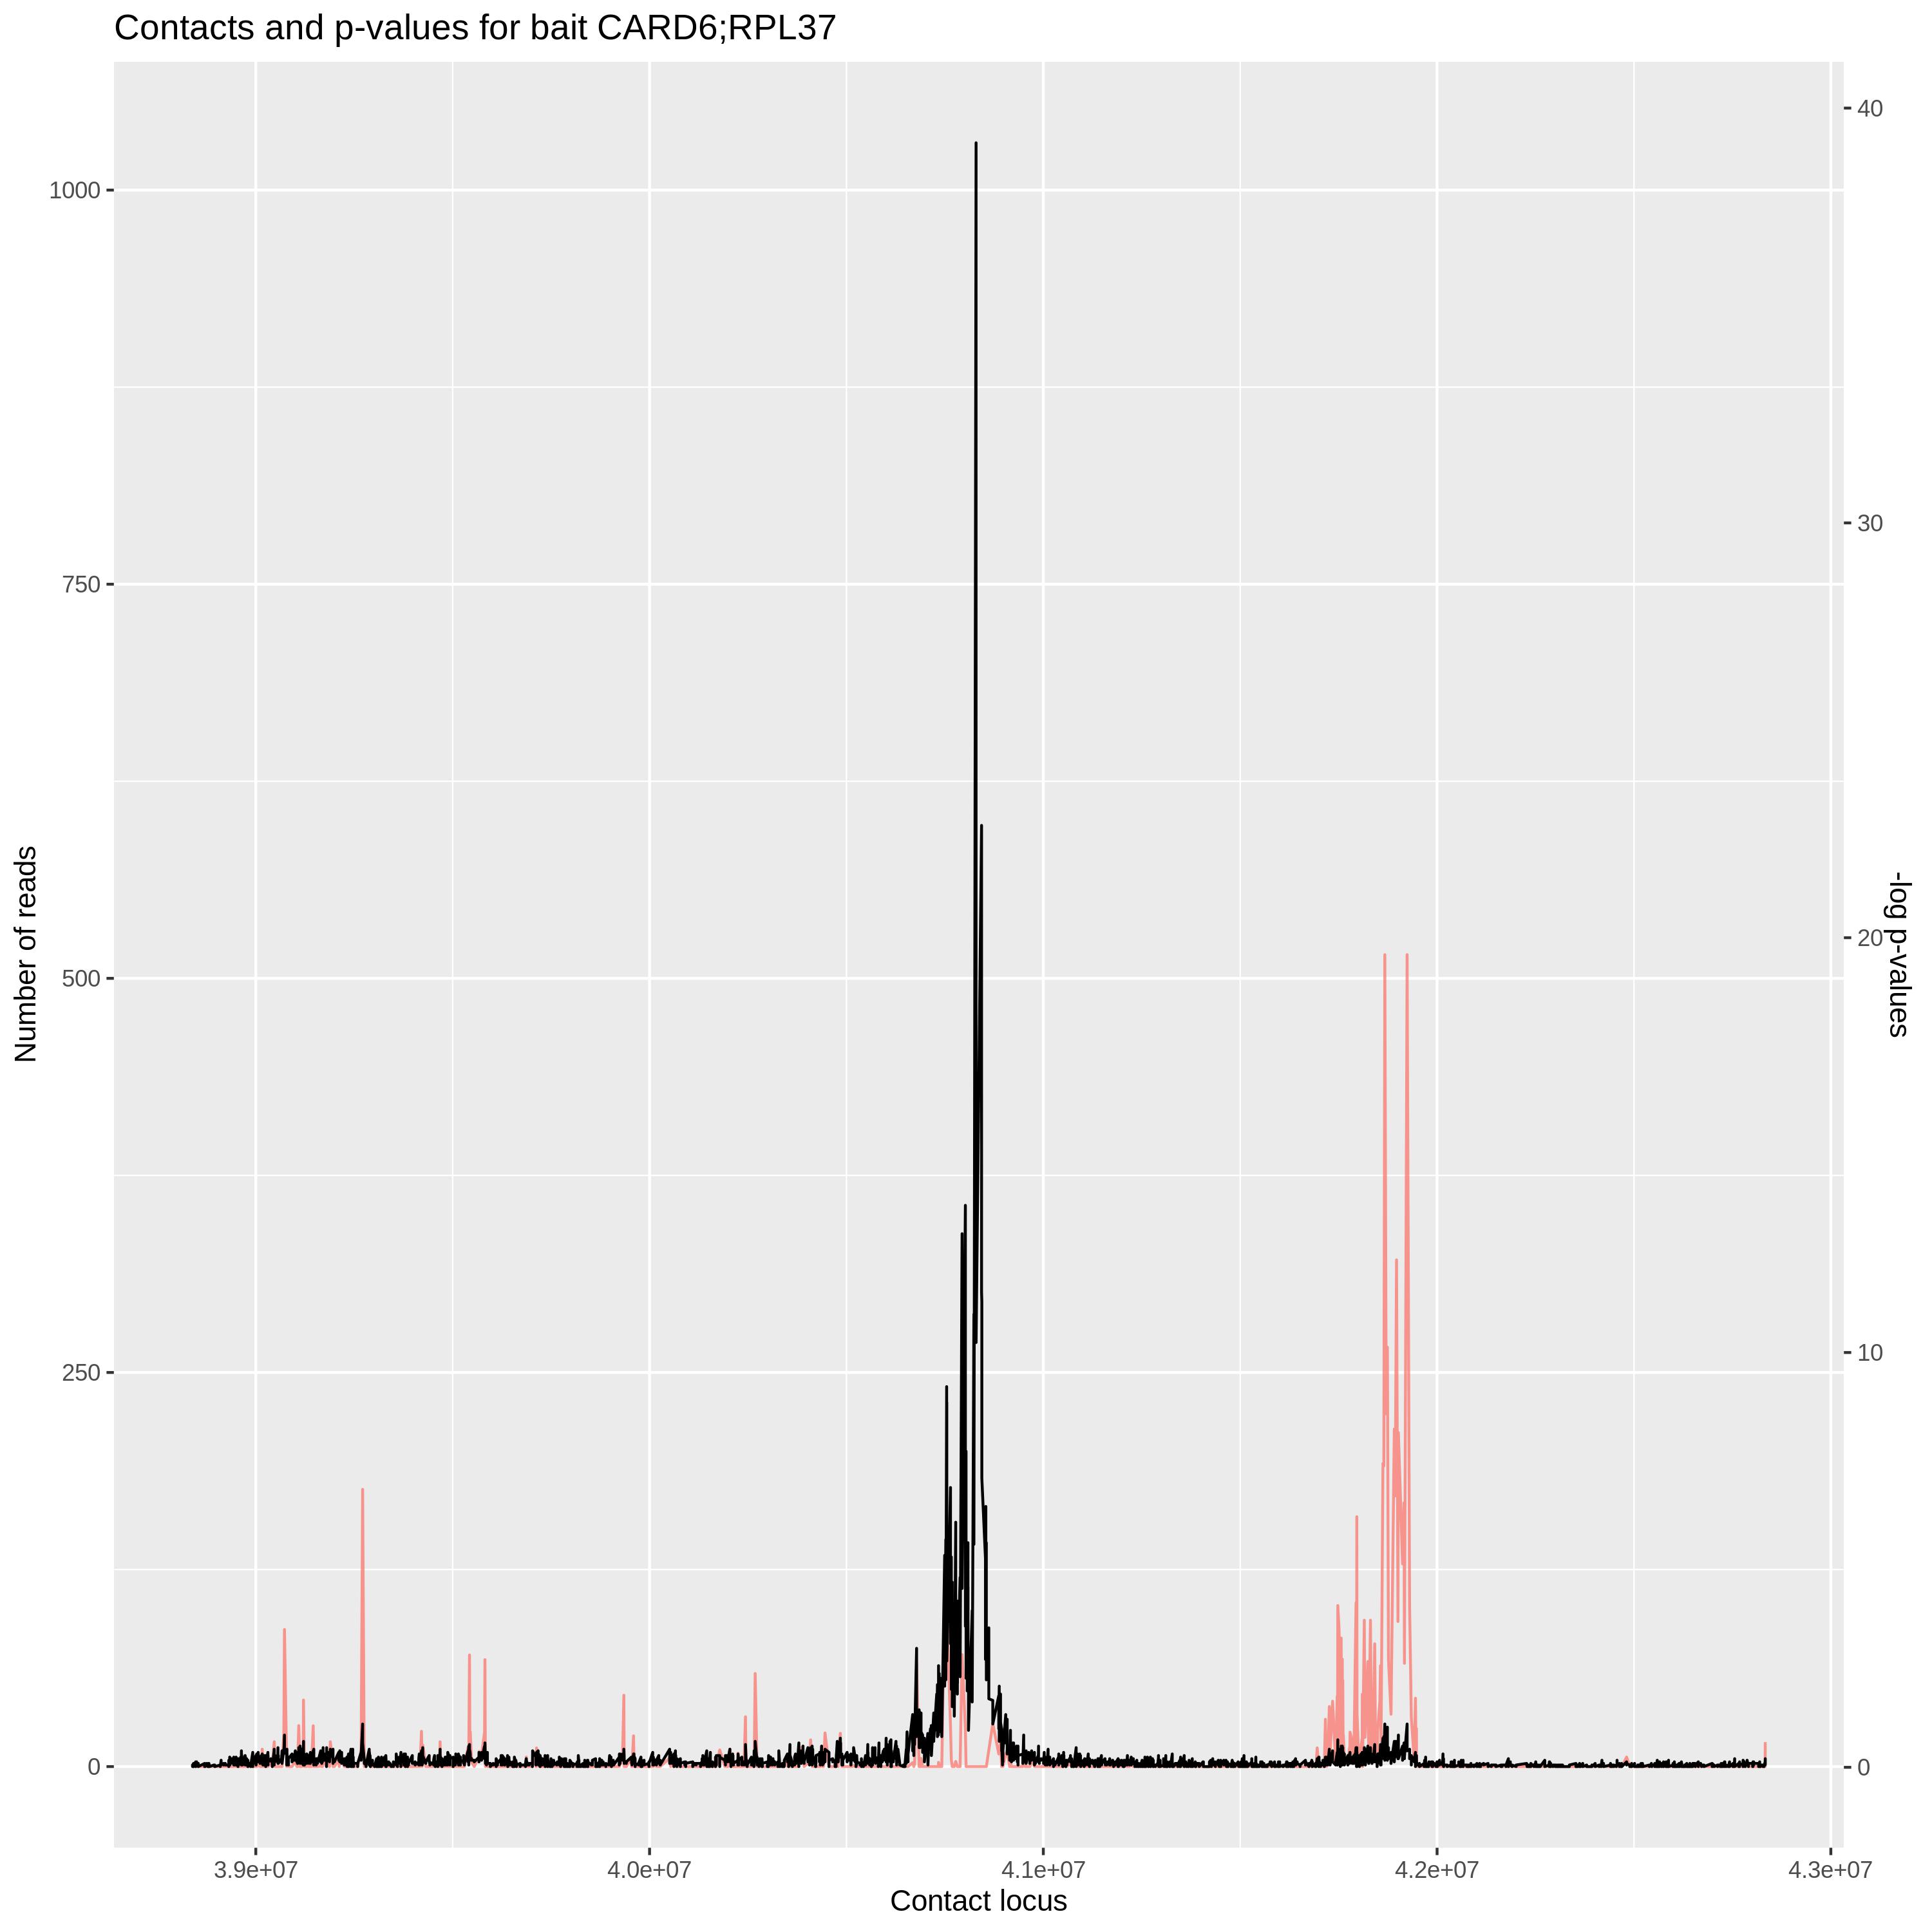 Contacts and p-values for bait CARD6;RPL37
Number of reads
1000
750
500
250
0
40
30
20
10
0
-log p-values
3.9e+07
4.0e+07
4.1e+07
4.2e+07
4.3e+07
Contact locus